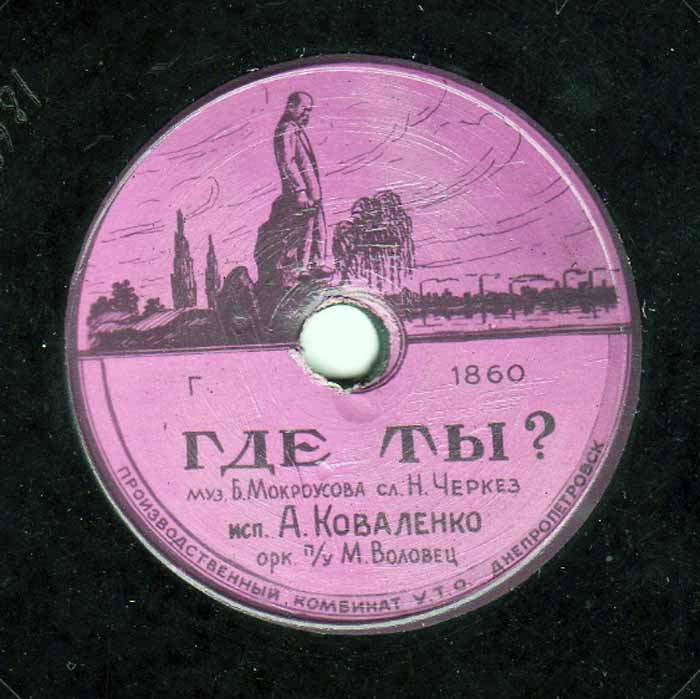 Г 1860
ГДЕ ТЫ?
муз. Б. Мокроусова сл. Н. Черкез
исп. А. Коваленко
орк. п/у М. Воловец
ПРОИЗВОДСТВЕННЫЙ КОМБИНАТ У.Т.О. ДНЕПРОПЕТРОВСК